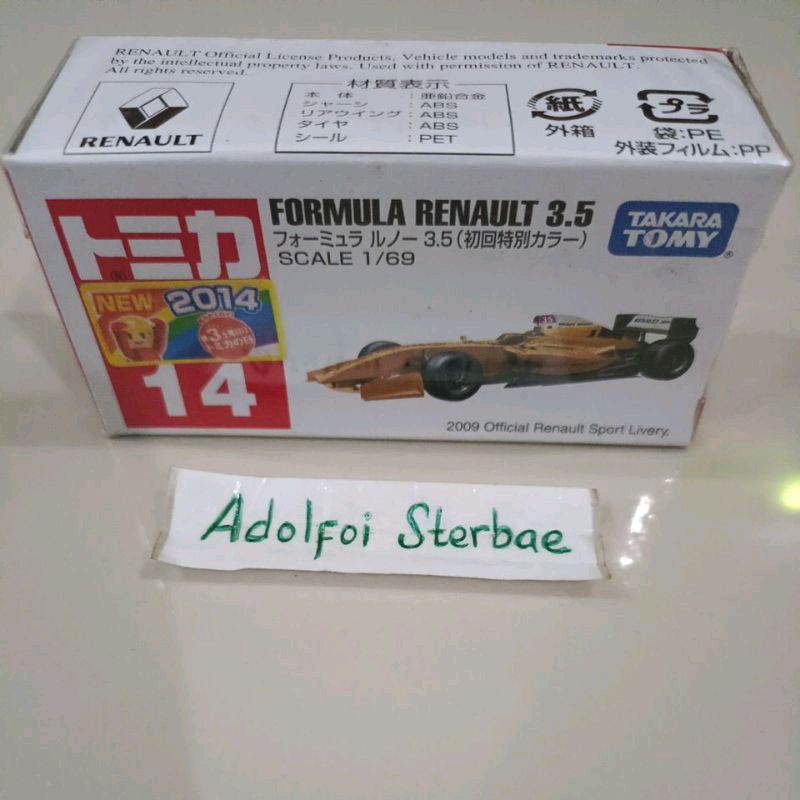 RENAULT Official License Products. Vehicle models and trademarks protected
by the intellectual property laws. Used with permission of RENAULT.
All rights reserved.
RENAULT
材質表示
本体 : 亜鉛合金
シャーシ : ABS
リアウイング : ABS
タイヤ : ABS
シール : PET
紙
外箱
プラ
袋:PE
外装フィルム:PP
トミカ
FORMULA RENAULT 3.5
フォーミュラ ルノー 3.5(初回特別カラー)
SCALE 1/69
TAKARA
TOMY
NEW
2014
14
2009 Official Renault Sport Livery.
Adolfoi Sterbae